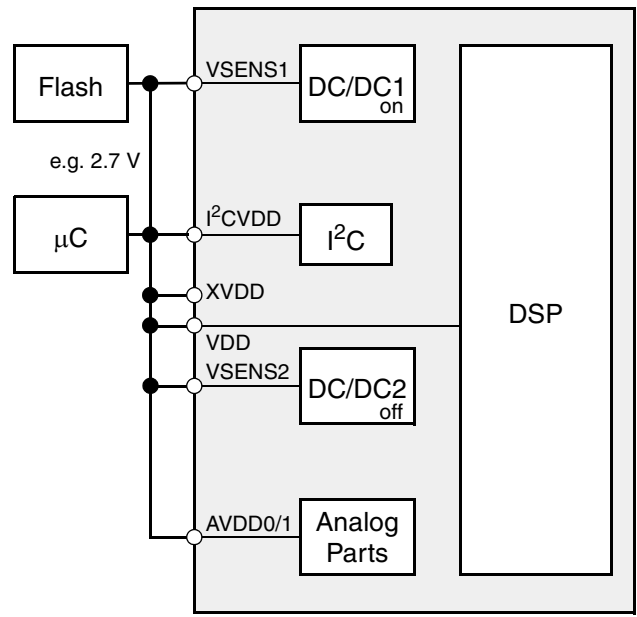 VSENS1
Flash
DC/DC1
on
e.g. 2.7 V
I²CVDD
μC
I²C
XVDD
DSP
VDD
VSENS2
DC/DC2
off
AVDD0/1
Analog
Parts